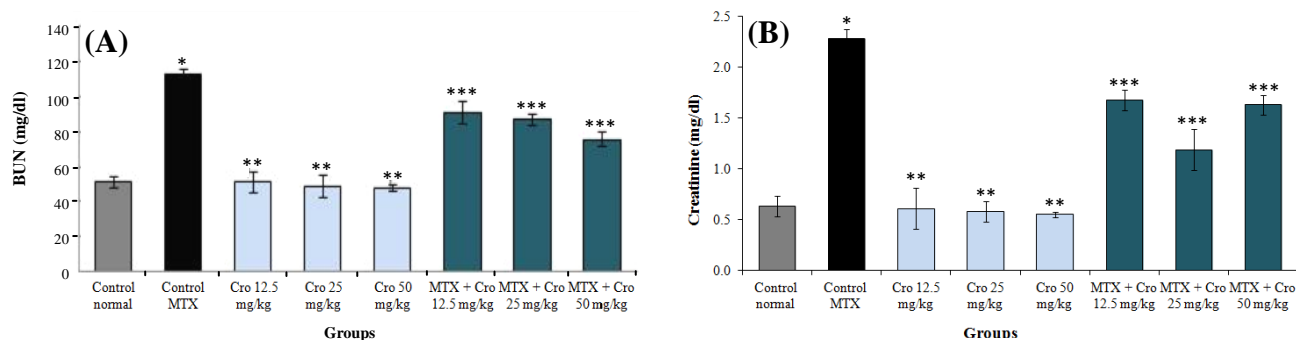 (A)
BUN (mg/dl)
140
120
100
80
60
40
20
0
*
**
**
**
***
***
***
Control normal
Control MTX
Cro 12.5 mg/kg
Cro 25 mg/kg
Cro 50 mg/kg
MTX + Cro 12.5 mg/kg
MTX + Cro 25 mg/kg
MTX + Cro 50 mg/kg
Groups
(B)
Creatinine (mg/dl)
2.5
2.0
1.5
1.0
0.5
0.0
*
**
**
**
***
***
***
Control normal
Control MTX
Cro 12.5 mg/kg
Cro 25 mg/kg
Cro 50 mg/kg
MTX + Cro 12.5 mg/kg
MTX + Cro 25 mg/kg
MTX + Cro 50 mg/kg
Groups